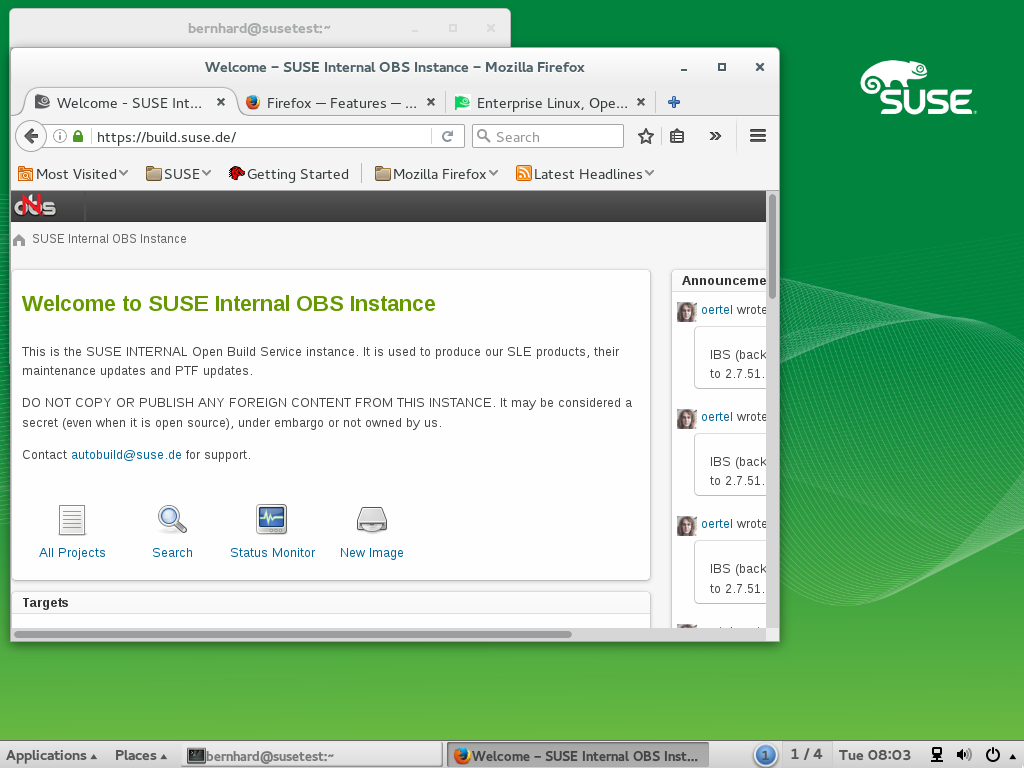 bernhard@susetest:~
Welcome – SUSE Internal OBS Instance – Mozilla Firefox
Welcome - SUSE Int...
Firefox — Features — ...
Enterprise Linux, Ope...
https://build.suse.de/
Search
Most Visited
SUSE
Getting Started
Mozilla Firefox
Latest Headlines
SUSE Internal OBS Instance
Welcome to SUSE Internal OBS Instance
This is the SUSE INTERNAL Open Build Service instance. It is used to produce our SLE products, their
maintenance updates and PTF updates.
DO NOT COPY OR PUBLISH ANY FOREIGN CONTENT FROM THIS INSTANCE. It may be considered a
secret (even when it is open source), under embargo or not owned by us.
Contact autobuild@suse.de for support.
All Projects
Search
Status Monitor
New Image
Targets
Announceme
oertel wrote
IBS (back
to 2.7.51.
oertel wrote
IBS (back
to 2.7.51.
oertel wrote
IBS (back
to 2.7.51.
SUSE
Applications
Places
bernhard@susetest:~
Welcome – SUSE Internal OBS Inst...
1
1 / 4
Tue 08:03